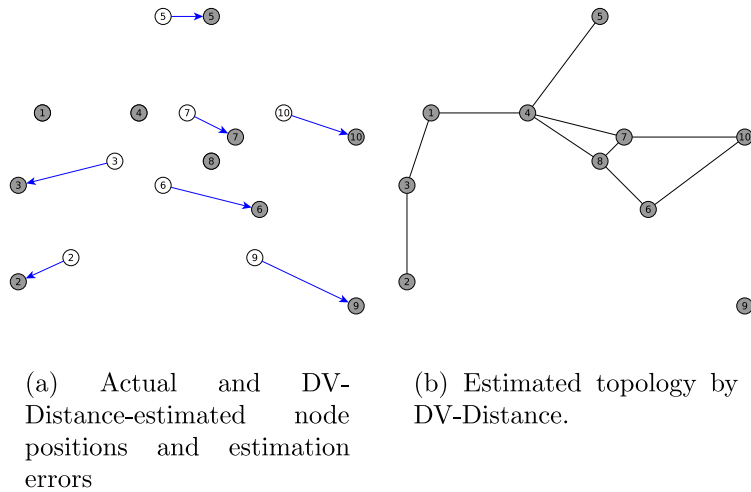 5 5 5
1 4 7 10 1 4
7 10 7 10
3 8 8
3 6 3
6 6
2 9 2
2 9 9
(a) Actual and DV-
Distance-estimated node
positions and estimation
errors
(b) Estimated topology by
DV-Distance.